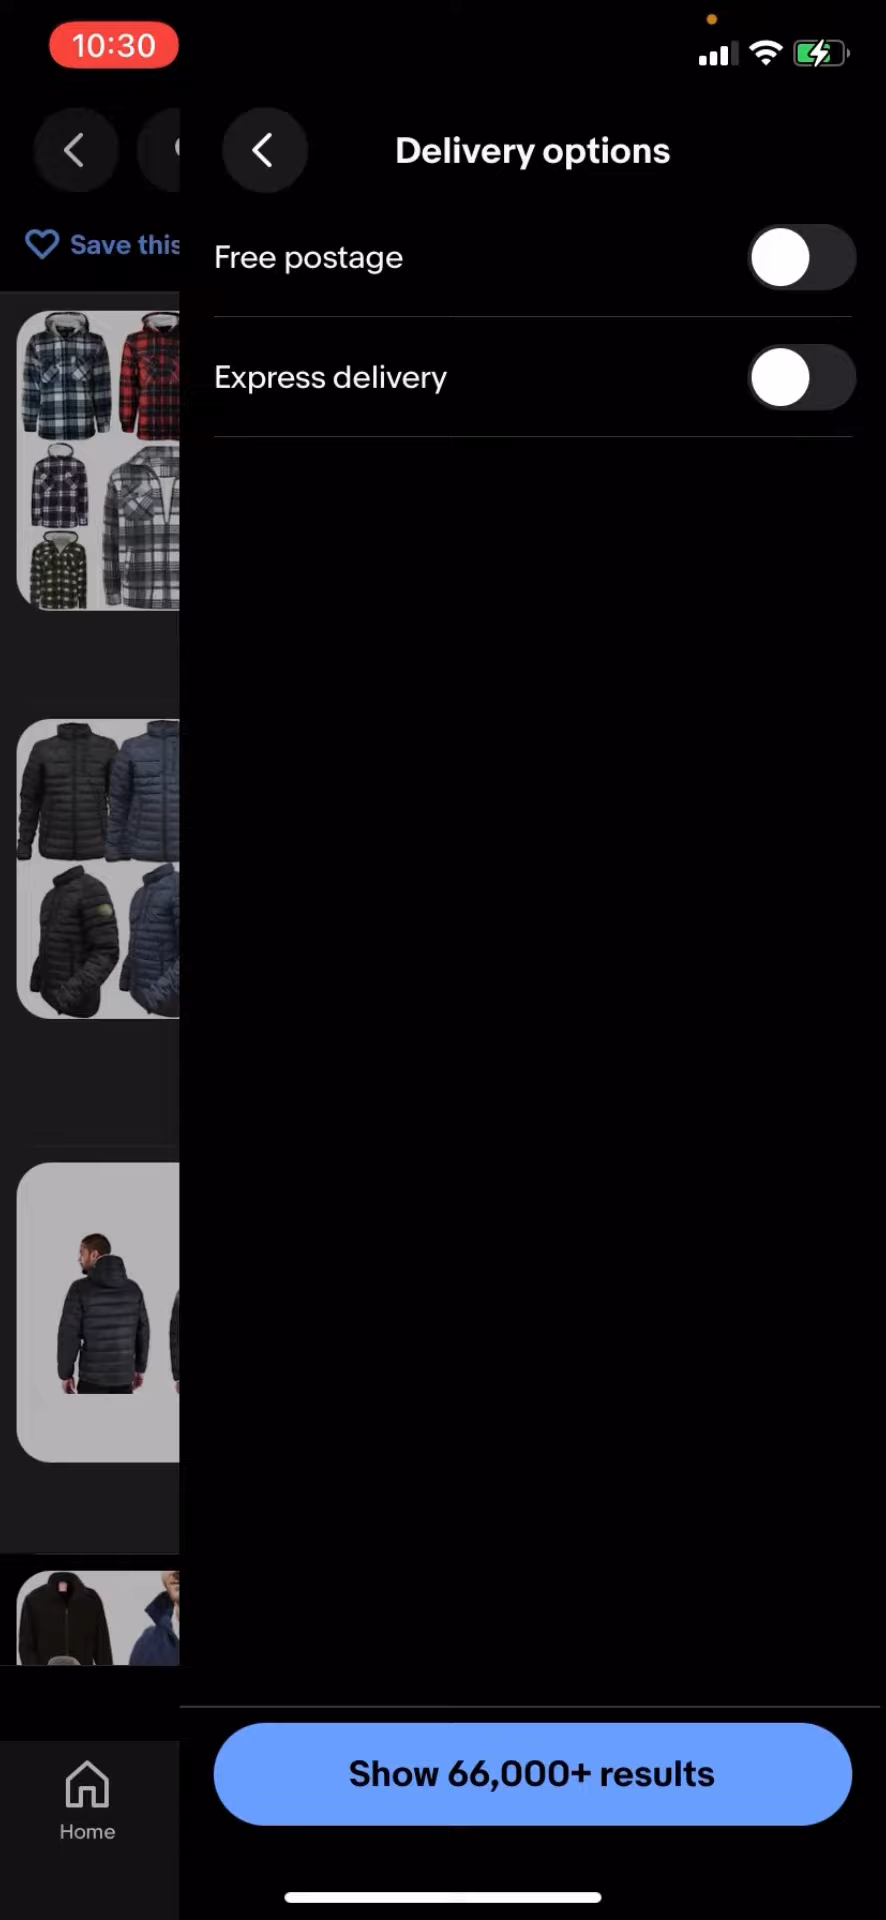 10:30
Delivery options
Save this
Free postage
Express delivery
Show 66,000+ results
Home